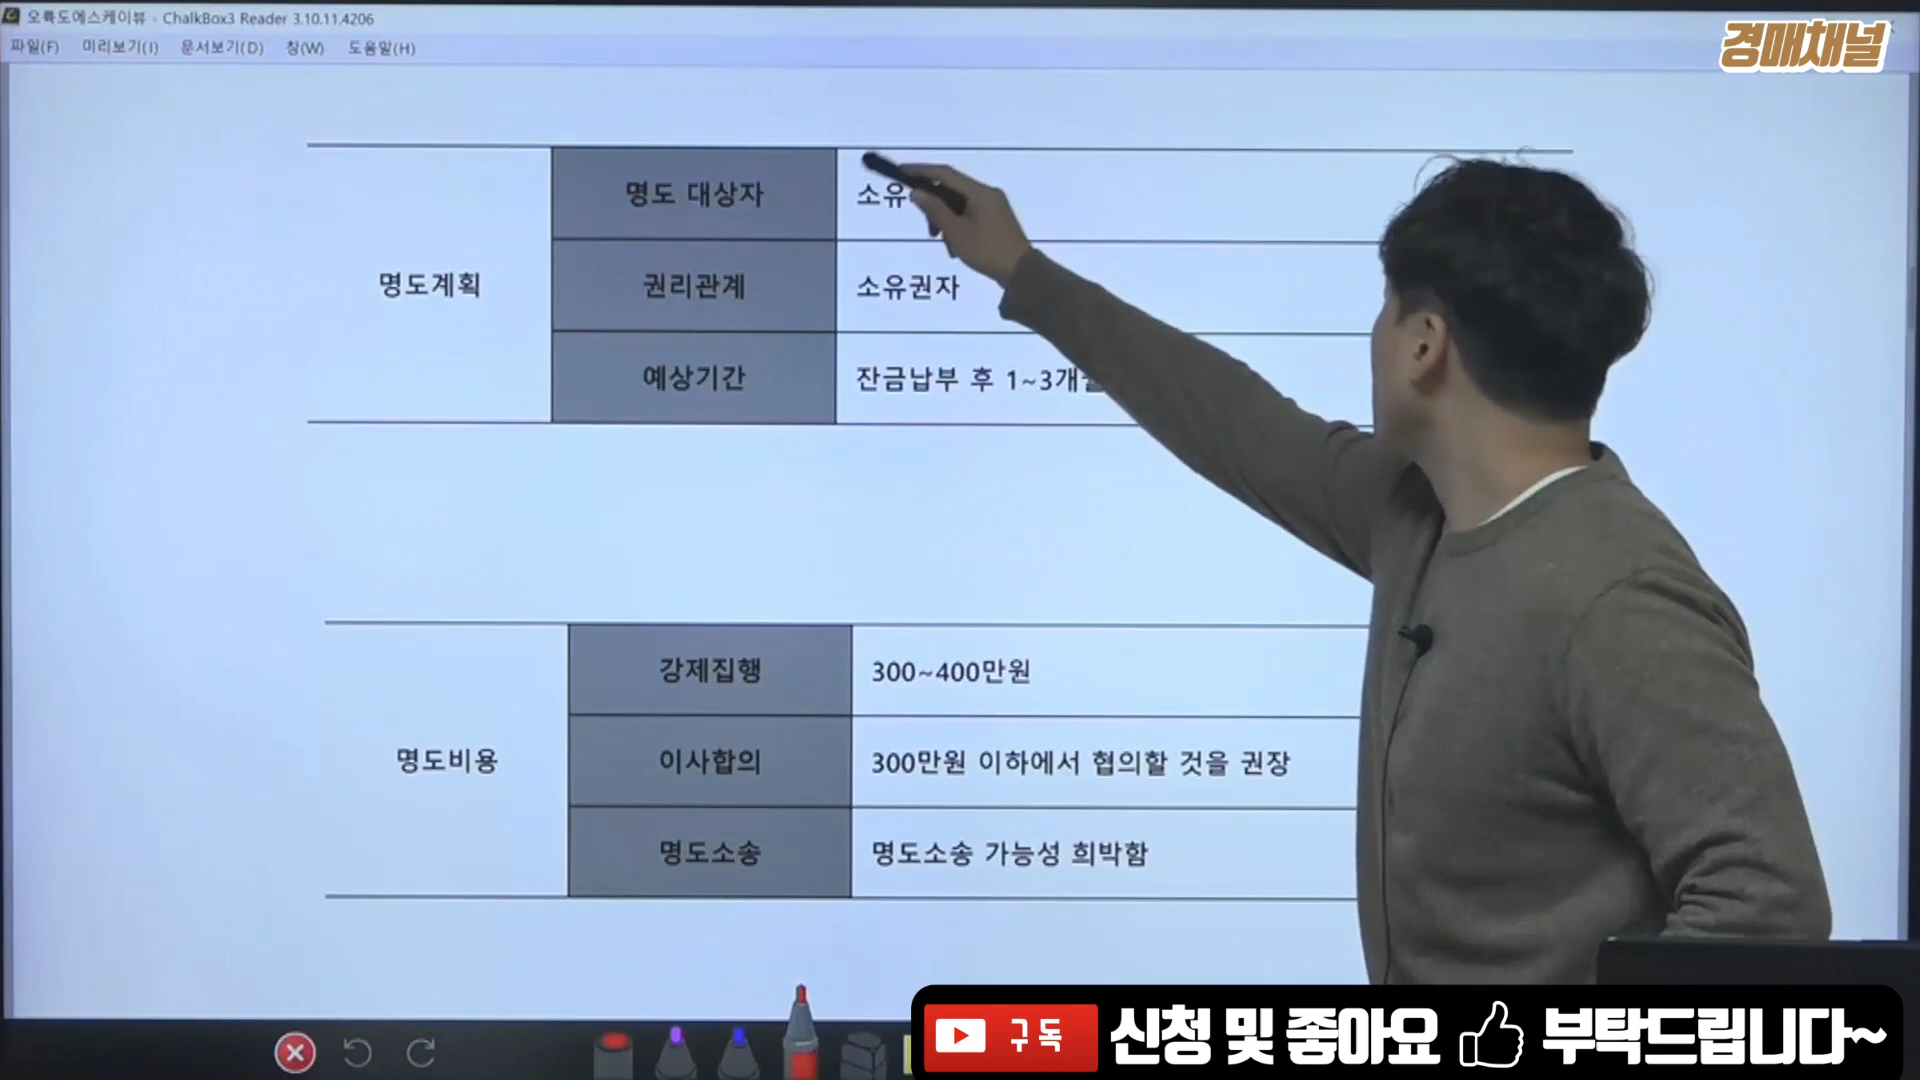 오륙도에스케이뷰 - ChalkBox3 Reader 3.10.11.4206
파일(F) 미리보기(I) 문서보기(D) 창(W) 도움말(H)
경매채널
명도계획
명도 대상자
권리관계 소유권자
예상기간 잔금납부 후 1~3개월
명도비용
강제집행 300~400만원
이사합의 300만원 이하에서 협의할 것을 권장
명도소송 명도소송 가능성 희박함
구독 신청 및 좋아요 부탁드립니다~